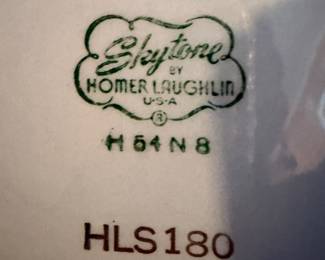 Skytone
BY
HOMER LAUGHLIN
U·S·A
®
H 54 N 8
HLS180